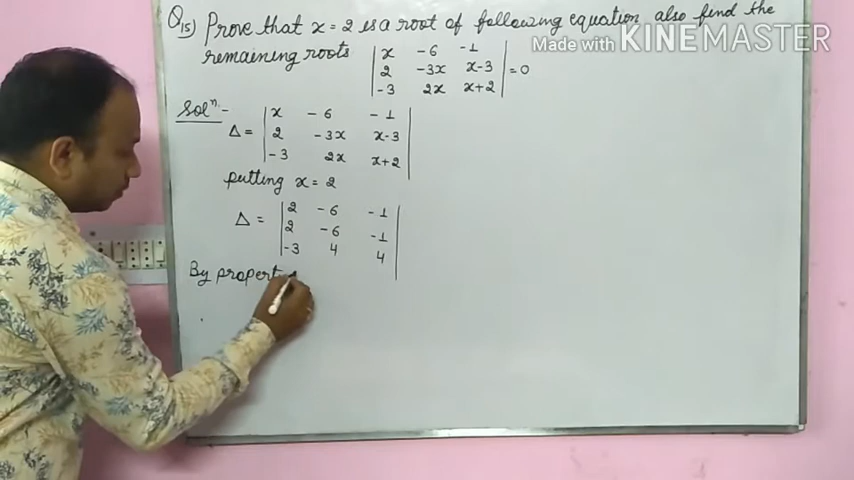 Q15) Prove that x = 2 is a root of following equation also find the
Made with KINEMASTER
remaining roots | x -6 -1 |
| 2 -3x x-3 | = 0
| -3 2x x+2 |
Solⁿ:-
Δ = | x -6 -1 |
| 2 -3x x-3 |
| -3 2x x+2 |
putting x = 2
Δ = | 2 -6 -1 |
| 2 -6 -1 |
| -3 4 4 |
By propert